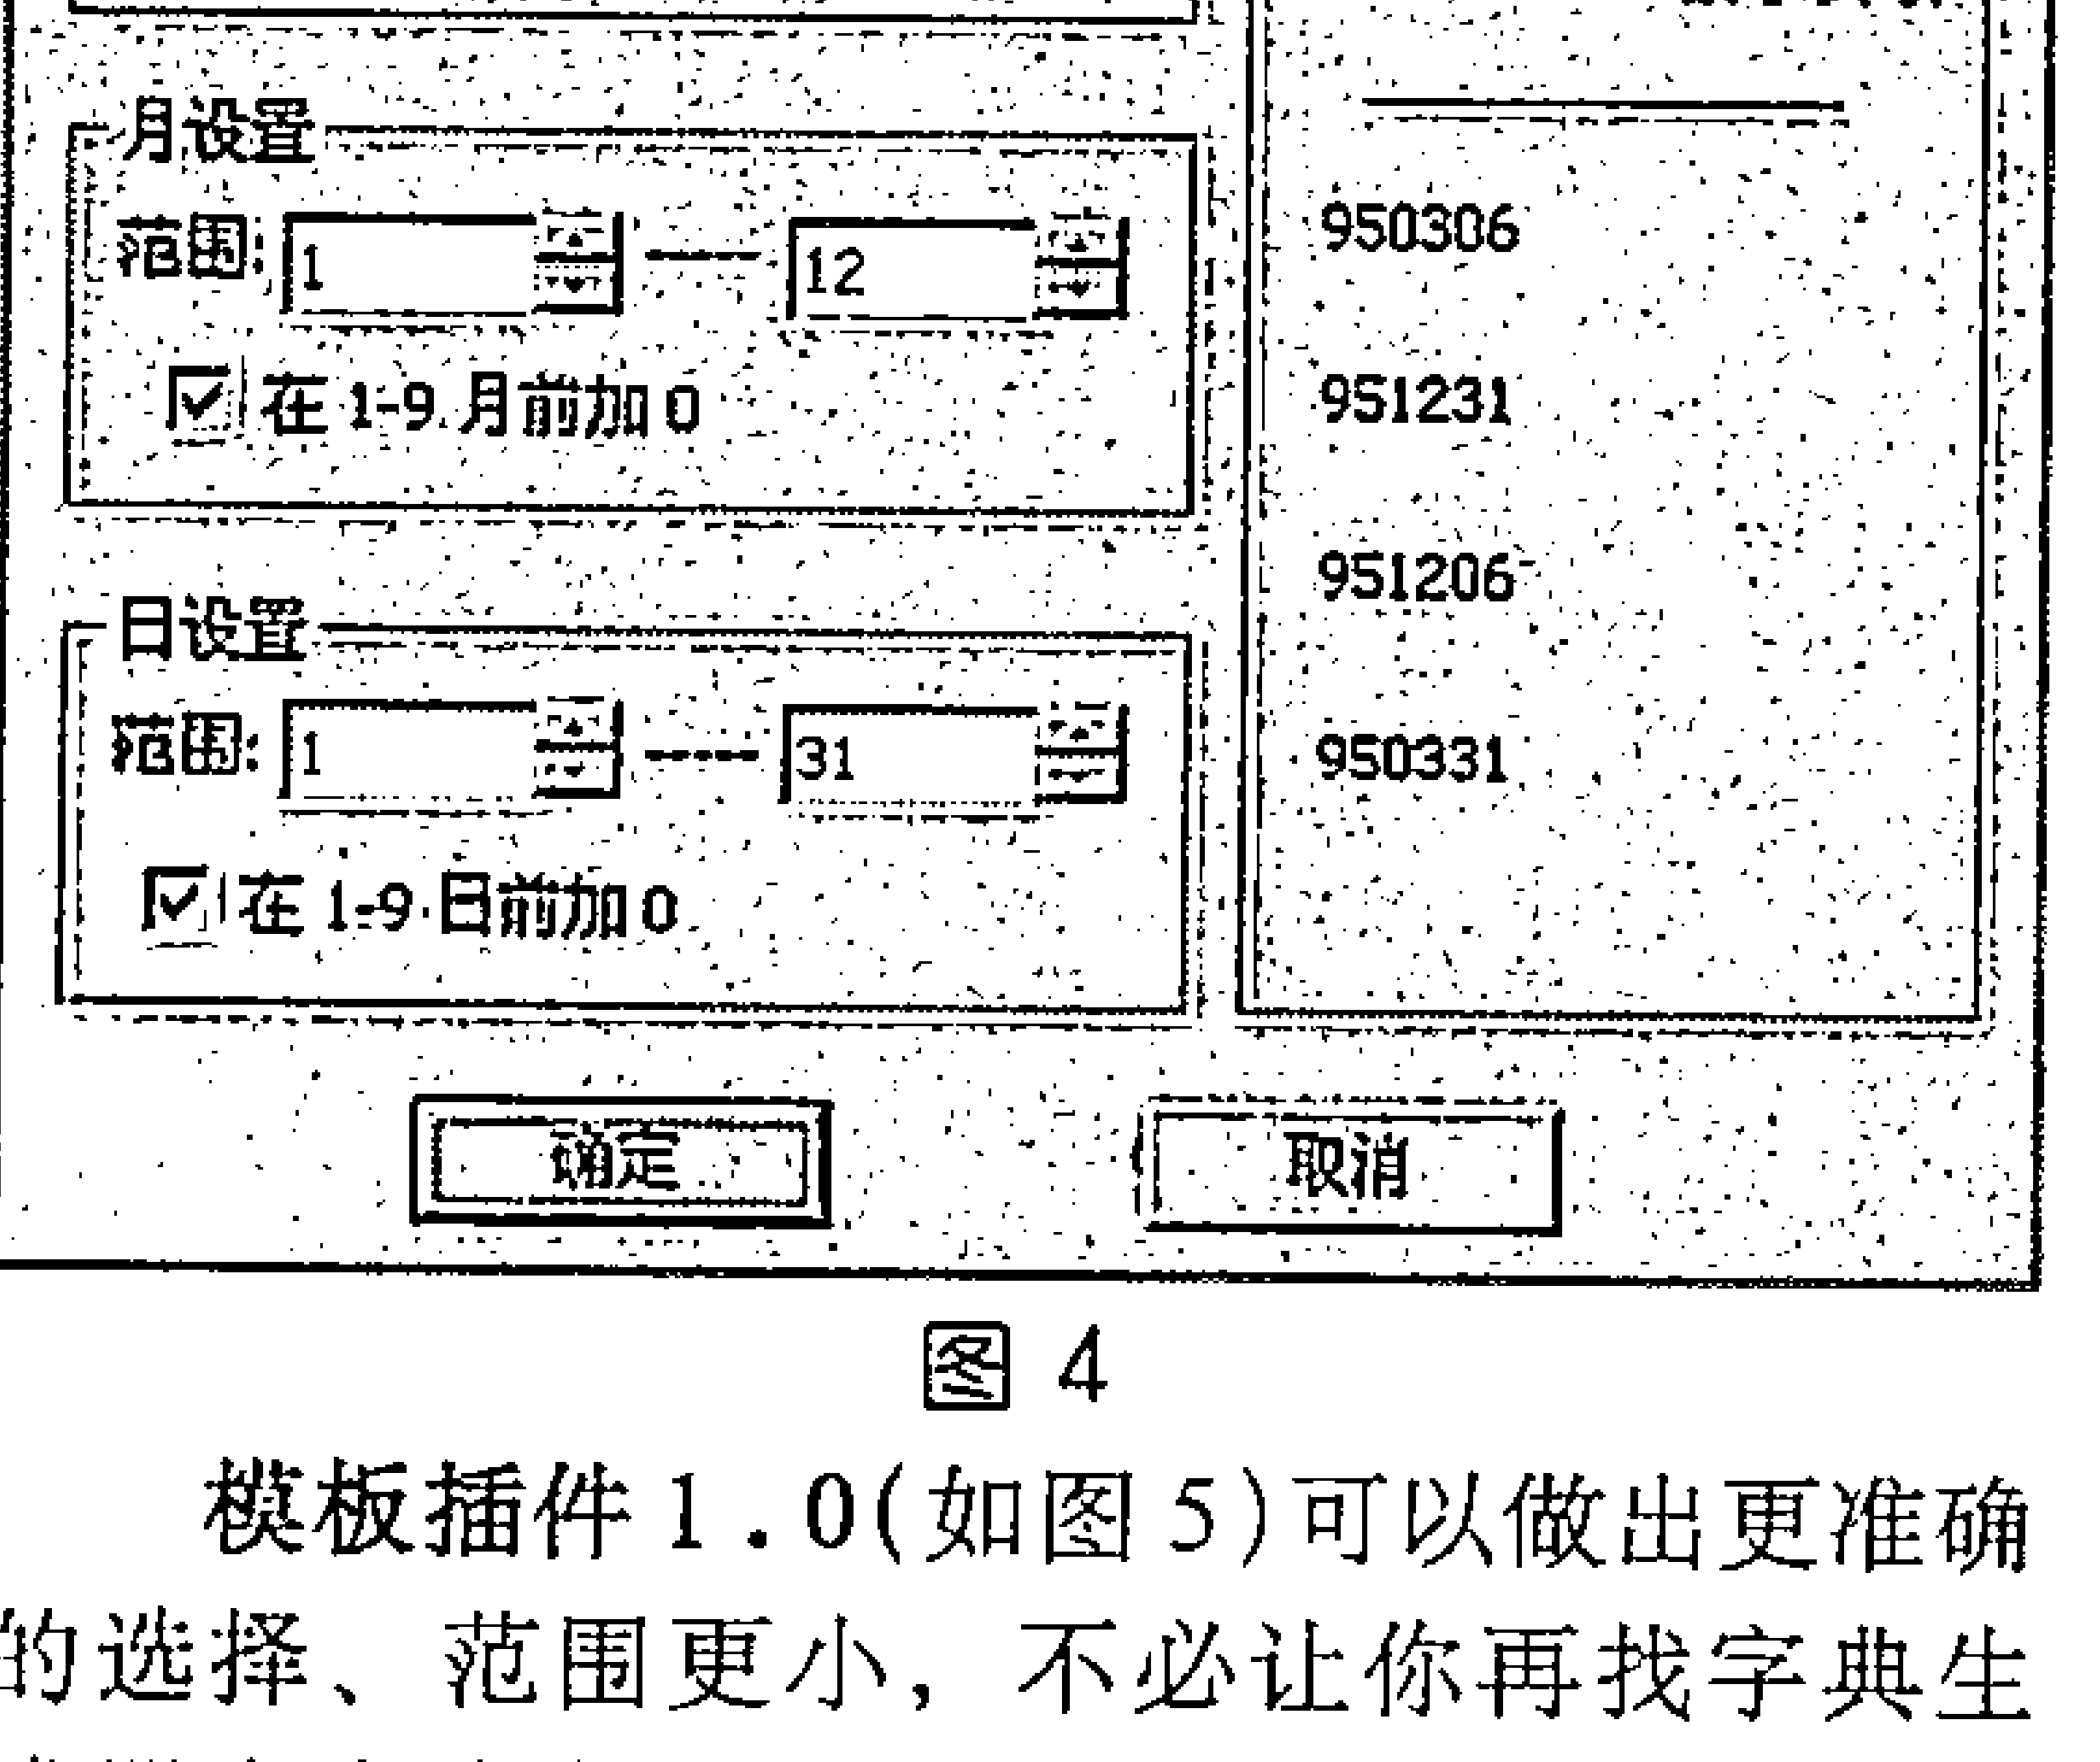 月设置
范围: 1 12
在 1-9 月前加 0
日设置
范围: 1 31
在 1-9 日前加 0
950306
951231
951206
950331
确定 取消
图 4
模板插件1.0(如图5)可以做出更准确
的选择、范围更小，不必让你再找字典生